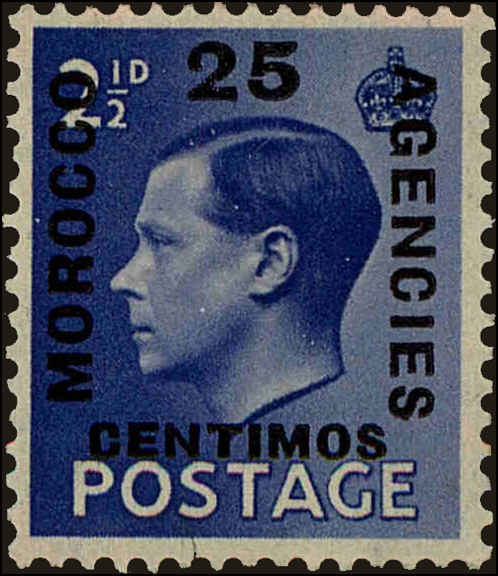 2½D
25
MOROCCO
AGENCIES
CENTIMOS
POSTAGE